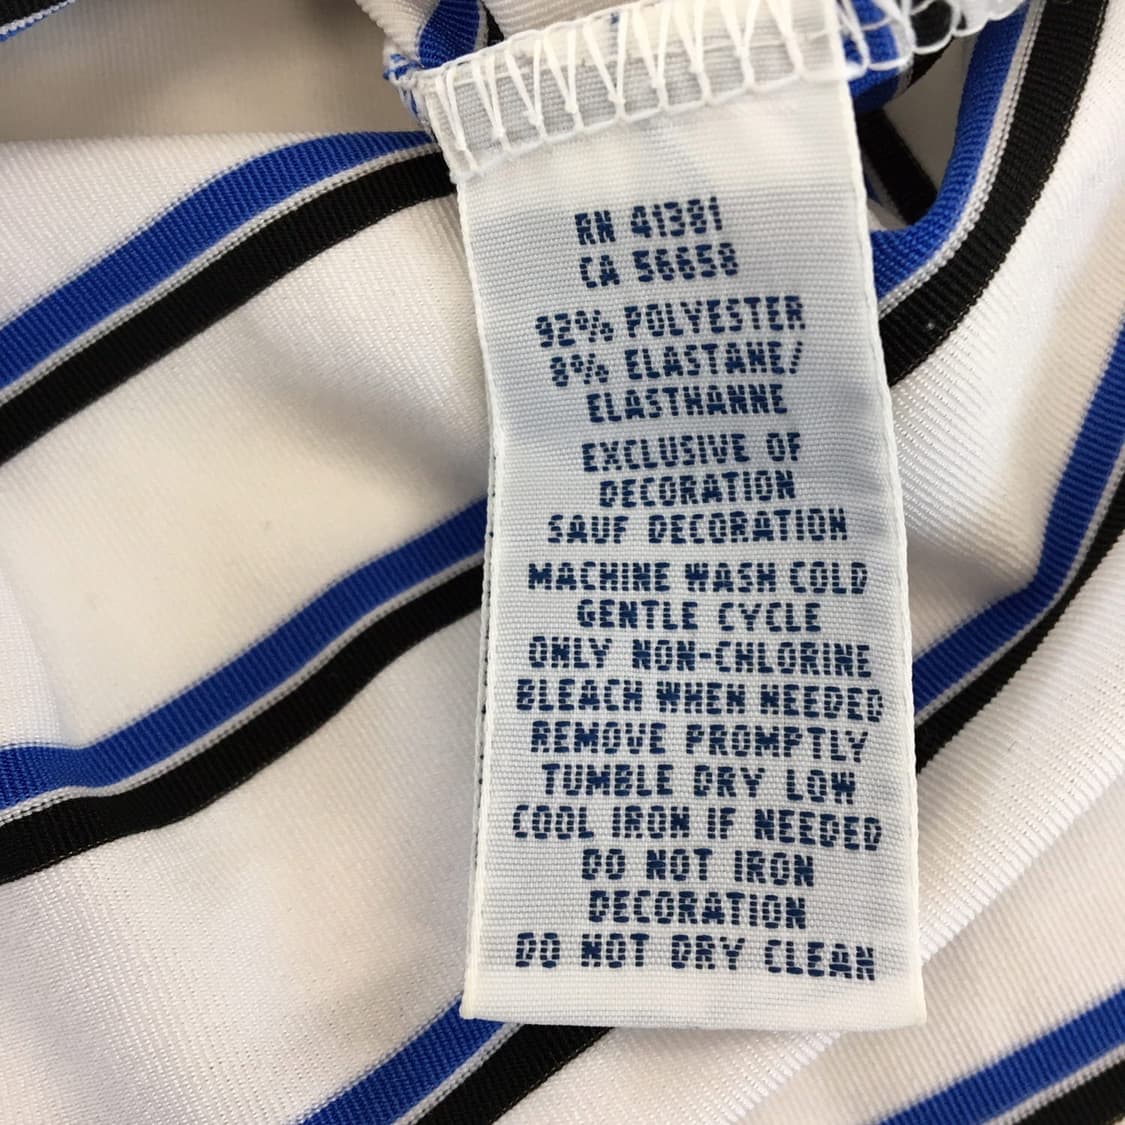 RN 41381
CA 56658
92% POLYESTER
8% ELASTANE/
ELASTHANNE
EXCLUSIVE OF
DECORATION
SAUF DECORATION
MACHINE WASH COLD
GENTLE CYCLE
ONLY NON-CHLORINE
BLEACH WHEN NEEDED
REMOVE PROMPTLY
TUMBLE DRY LOW
COOL IRON IF NEEDED
DO NOT IRON
DECORATION
DO NOT DRY CLEAN